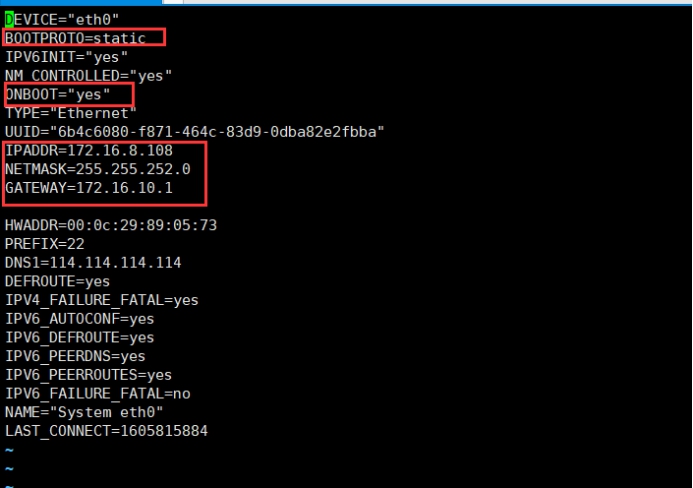 DEVICE="eth0"
BOOTPROTO=static
IPV6INIT="yes"
NM_CONTROLLED="yes"
ONBOOT="yes"
TYPE="Ethernet"
UUID="6b4c6080-f871-464c-83d9-0dba82e2fbba"
IPADDR=172.16.8.108
NETMASK=255.255.252.0
GATEWAY=172.16.10.1

HWADDR=00:0c:29:89:05:73
PREFIX=22
DNS1=114.114.114.114
DEFROUTE=yes
IPV4_FAILURE_FATAL=yes
IPV6_AUTOCONF=yes
IPV6_DEFROUTE=yes
IPV6_PEERDNS=yes
IPV6_PEERROUTES=yes
IPV6_FAILURE_FATAL=no
NAME="System eth0"
LAST_CONNECT=1605815884
~
~
~